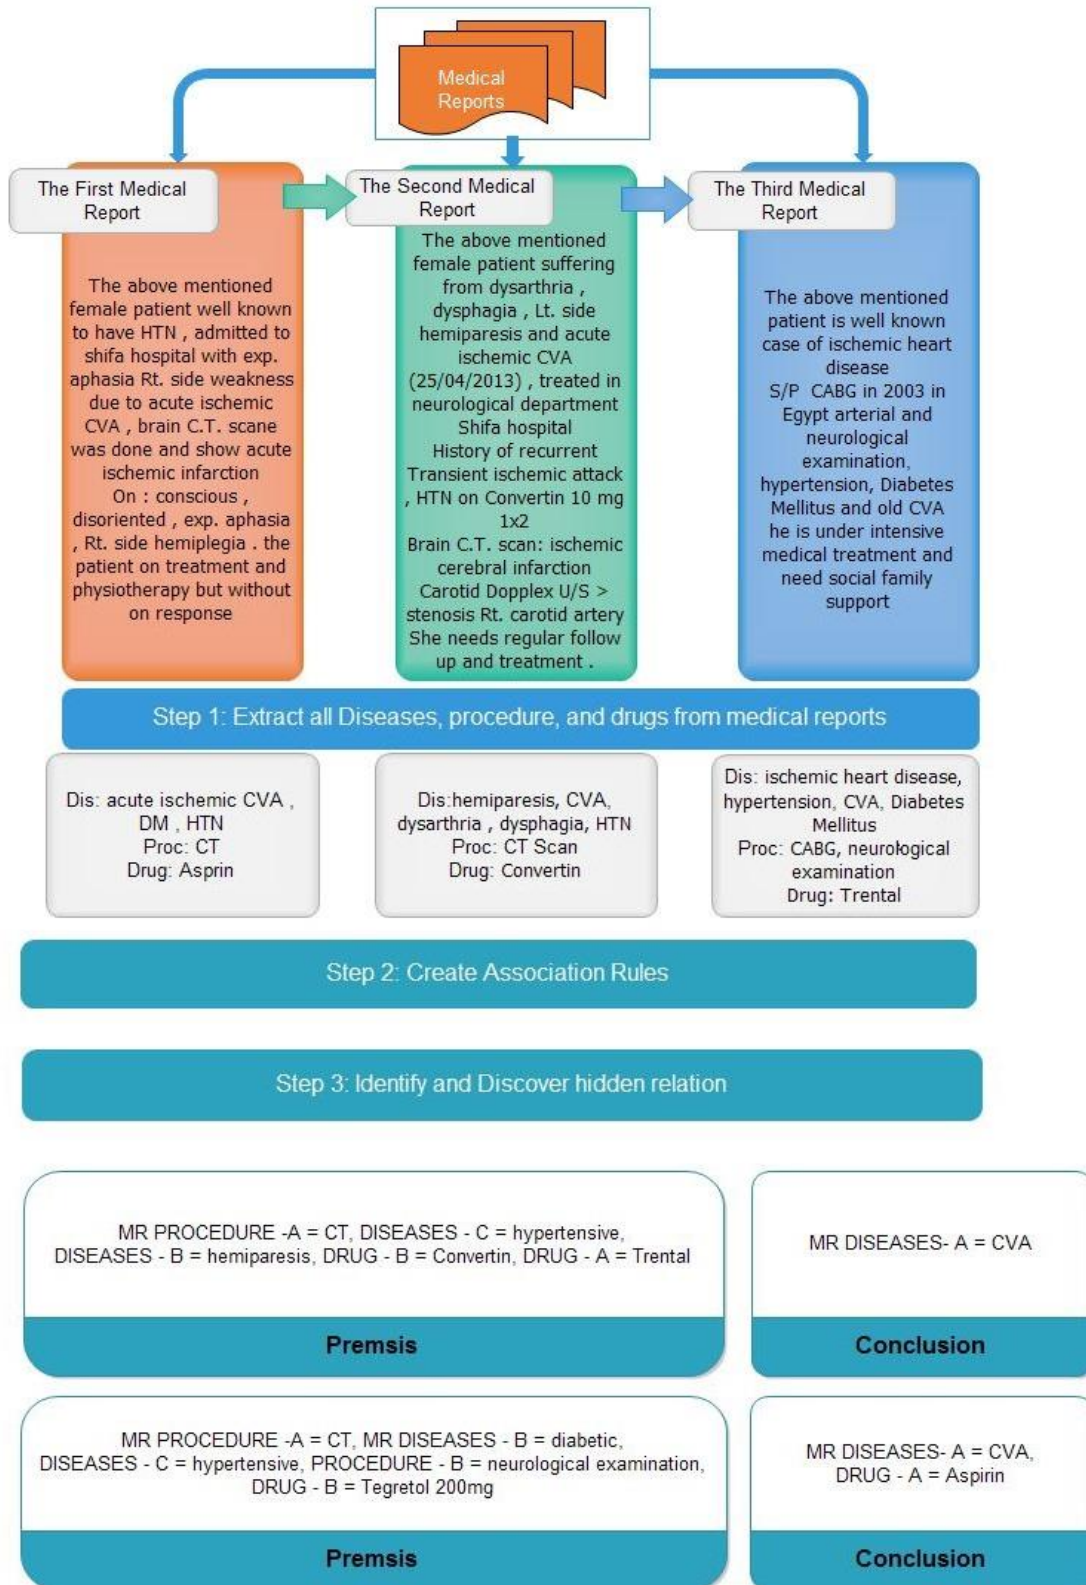 Medical
Reports
The First Medical
Report
The above mentioned
female patient well known
to have HTN , admitted to
shifa hospital with exp.
aphasia Rt. side weakness
due to acute ischemic
CVA , brain C.T. scane
was done and show acute
ischemic infarction
On : conscious ,
disoriented , exp. aphasia
, Rt. side hemiplegia . the
patient on treatment and
physiotherapy but without
on response
The Second Medical
Report
The above mentioned
female patient suffering
from dysarthria ,
dysphagia , Lt. side
hemiparesis and acute
ischemic CVA
(25/04/2013) , treated in
neurological department
Shifa hospital
History of recurrent
Transient ischemic attack
, HTN on Convertin 10 mg
1x2
Brain C.T. scan: ischemic
cerebral infarction
Carotid Dopplex U/S >
stenosis Rt. carotid artery
She needs regular follow
up and treatment .
The Third Medical
Report
The above mentioned
patient is well known
case of ischemic heart
disease
S/P CABG in 2003 in
Egypt arterial and
neurological
examination,
hypertension, Diabetes
Mellitus and old CVA
he is under intensive
medical treatment and
need social family
support
Step 1: Extract all Diseases, procedure, and drugs from medical reports
Dis: acute ischemic CVA ,
DM , HTN
Proc: CT
Drug: Asprin
Dis:hemiparesis, CVA,
dysarthria , dysphagia, HTN
Proc: CT Scan
Drug: Convertin
Dis: ischemic heart disease,
hypertension, CVA, Diabetes
Mellitus
Proc: CABG, neurological
examination
Drug: Trental
Step 2: Create Association Rules
Step 3: Identify and Discover hidden relation
MR PROCEDURE -A = CT, DISEASES - C = hypertensive,
DISEASES - B = hemiparesis, DRUG - B = Convertin, DRUG - A = Trental
Premsis
MR DISEASES- A = CVA
Conclusion
MR PROCEDURE -A = CT, MR DISEASES - B = diabetic,
DISEASES - C = hypertensive, PROCEDURE - B = neurological examination,
DRUG - B = Tegretol 200mg
Premsis
MR DISEASES- A = CVA,
DRUG - A = Aspirin
Conclusion